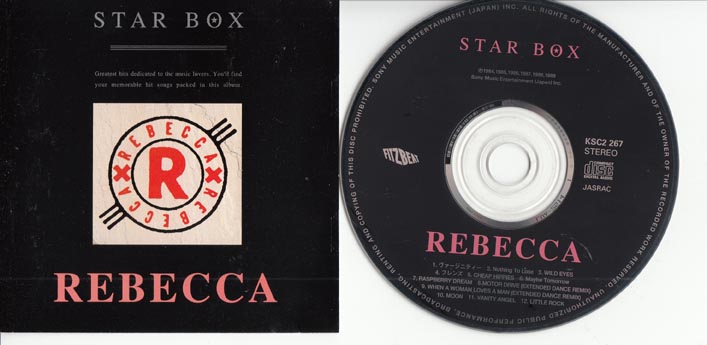 STAR BOX
Greatest hits dedicated to the music lovers. You'll find
your memorable hit songs packed in this album.
REBECCA
R
REBECCA
REBECCA
ALL RIGHTS OF THE MANUFACTURER AND OF THE OWNER OF THE RECORDED WORK RESERVED. UNAUTHORIZED PUBLIC PERFORMANCE, BROADCASTING, RENTING AND COPYING OF THIS DISC PROHIBITED. SONY MUSIC ENTERTAINMENT (JAPAN) INC.
STAR BOX
Sony Music Entertainment (Japan) Inc.
FITZBEAT
KSC2 267
STEREO
COMPACT
disc
DIGITAL AUDIO
JASRAC
REBECCA
1. ヴァージニティー 2. Nothing To Lose 3. WILD EYES
4. フレンズ 5. CHEAP HIPPIES 6. Maybe Tomorrow
7. RASPBERRY DREAM 8. MOTOR DRIVE (EXTENDED DANCE REMIX)
9. WHEN A WOMAN LOVES A MAN (EXTENDED DANCE REMIX)
10. MOON 11. VANITY ANGEL 12. LITTLE ROCK